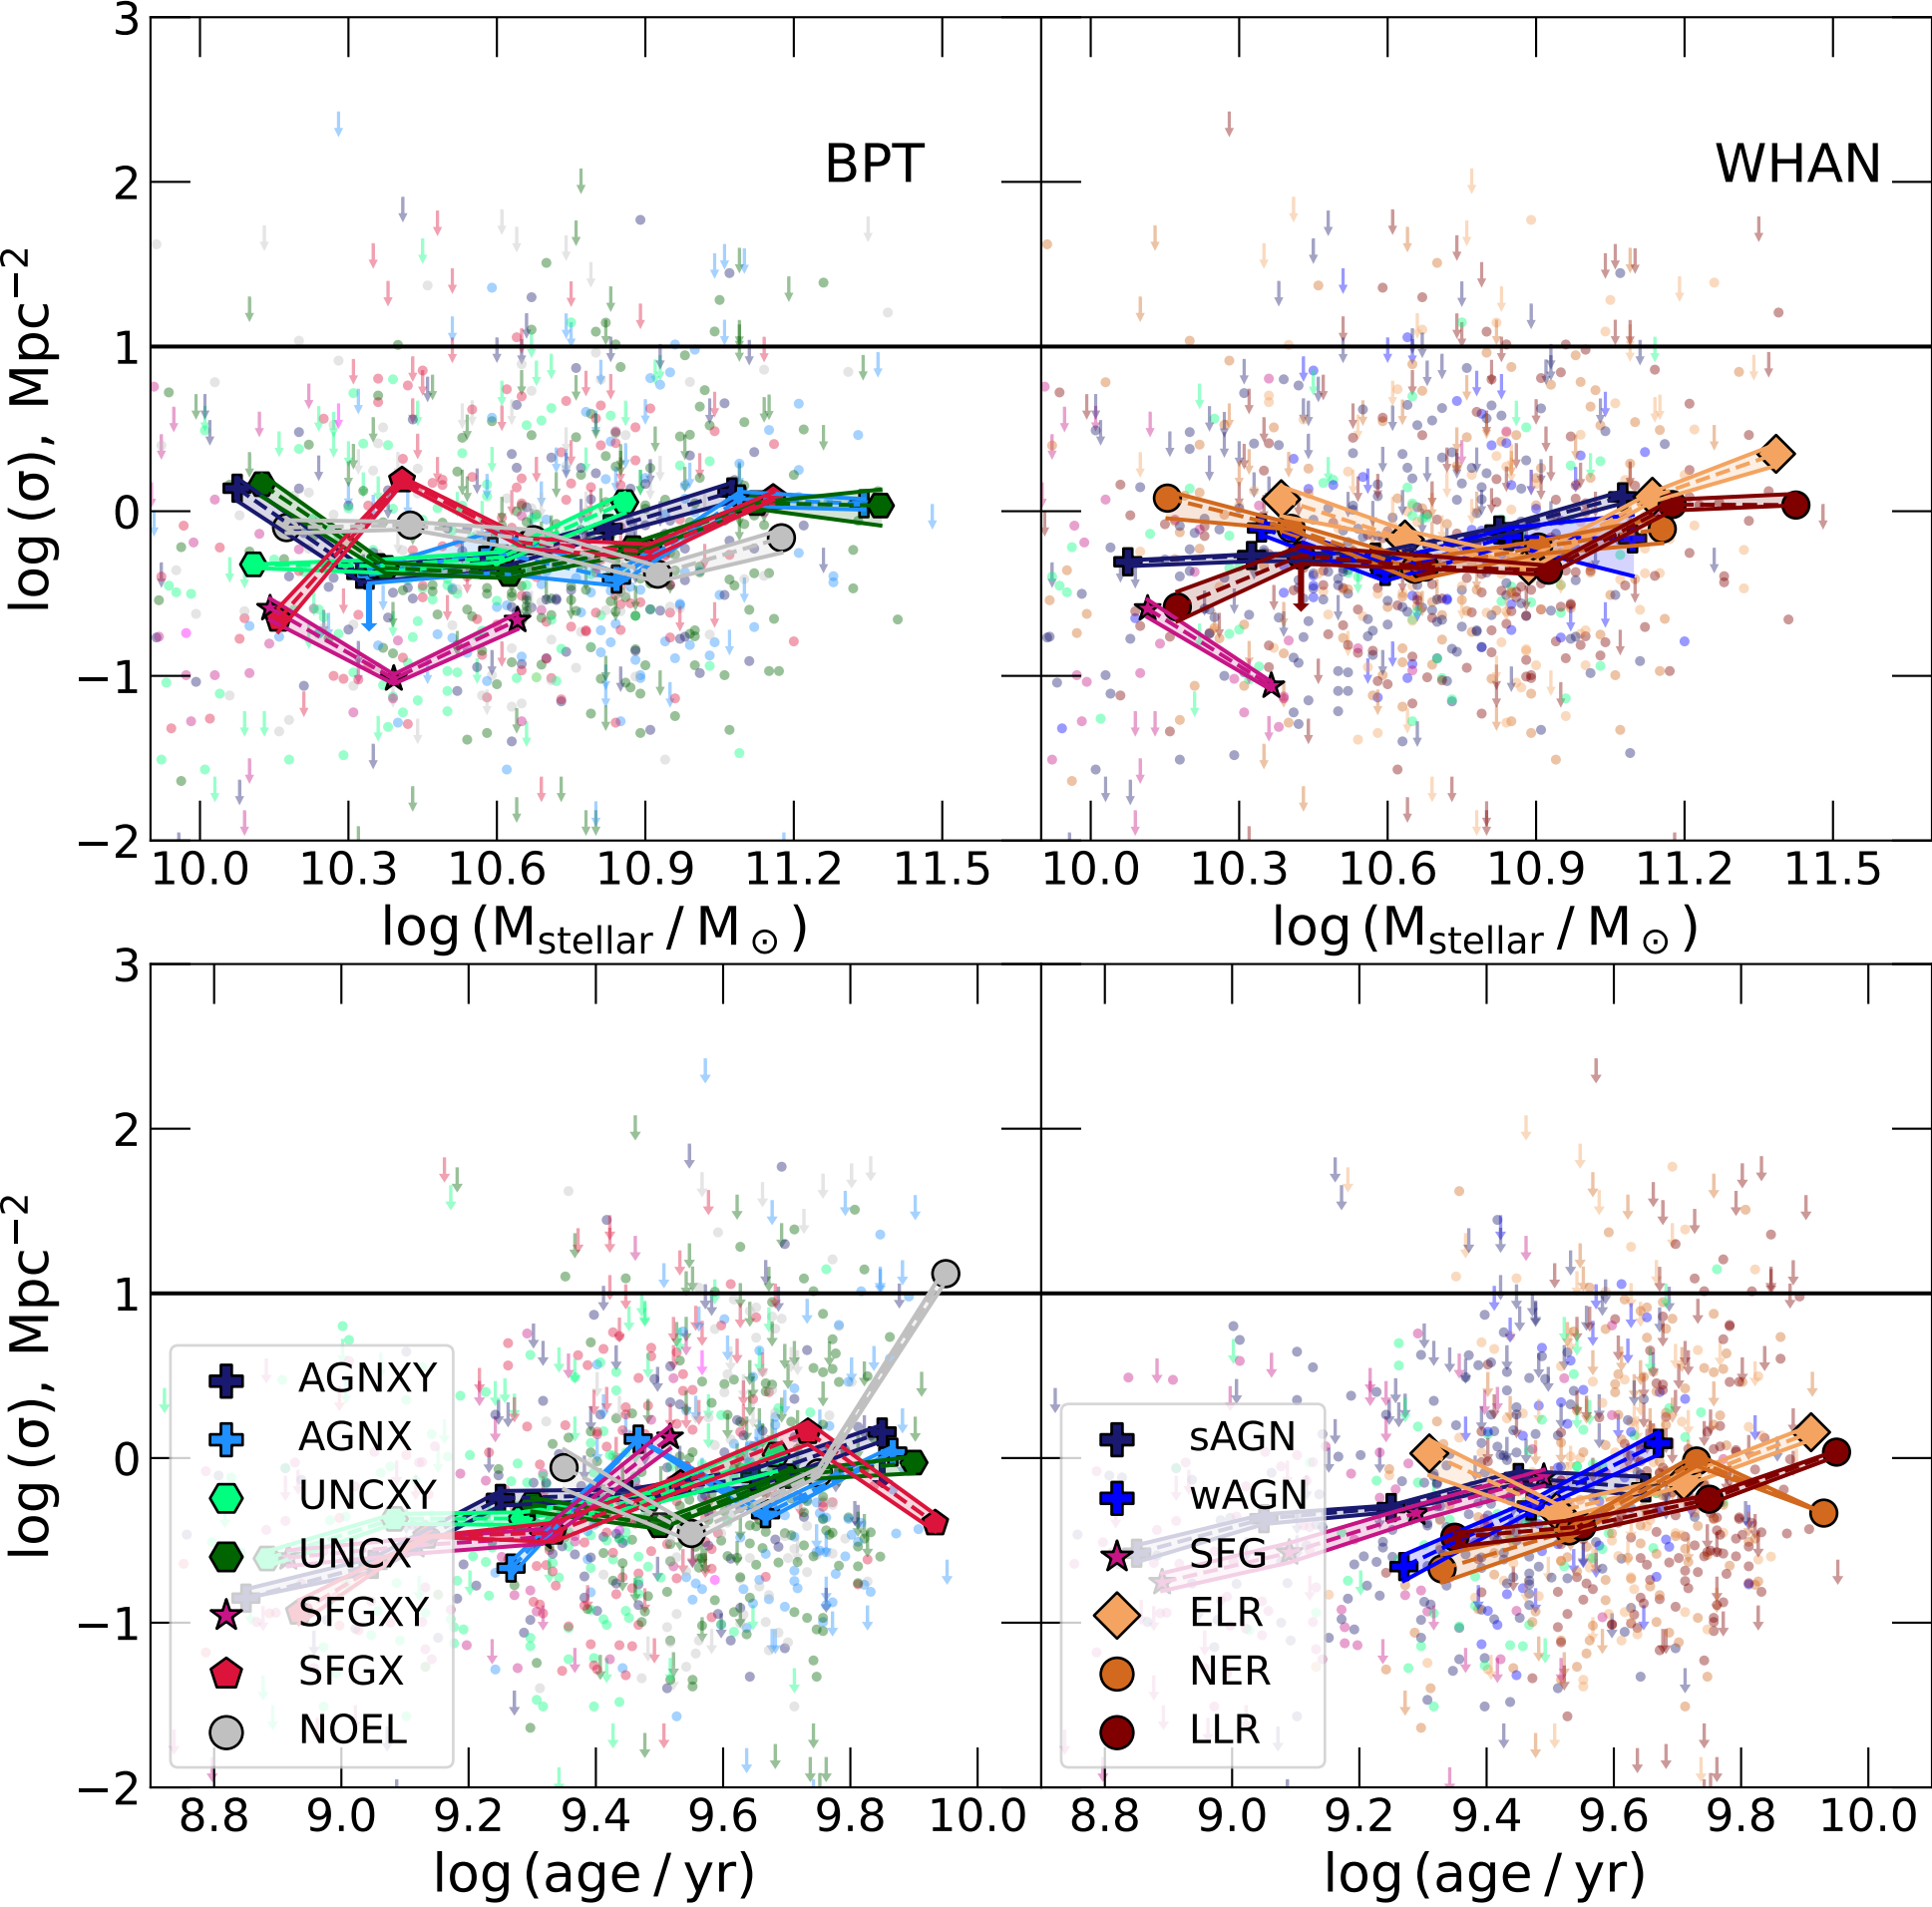 BPT
WHAN
3
2
1
0
−1
−2
log (σ), Mpc⁻²
10.0 10.3 10.6 10.9 11.2 11.5
10.0 10.3 10.6 10.9 11.2 11.5
log (M_stellar / M_⊙)
log (M_stellar / M_⊙)
3
2
1
0
−1
−2
log (σ), Mpc⁻²
AGNXY
AGNX
UNCXY
UNCX
SFGXY
SFGX
NOEL
sAGN
wAGN
SFG
ELR
NER
LLR
8.8 9.0 9.2 9.4 9.6 9.8 10.0
8.8 9.0 9.2 9.4 9.6 9.8 10.0
log (age / yr)
log (age / yr)